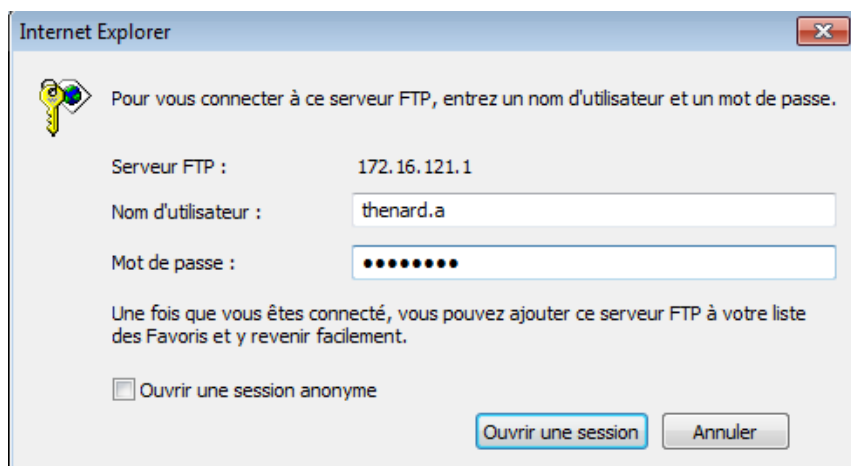 Internet Explorer
Pour vous connecter à ce serveur FTP, entrez un nom d'utilisateur et un mot de passe.
Serveur FTP : 172.16.121.1
Nom d'utilisateur : thenard.a
Mot de passe : ••••••••
Une fois que vous êtes connecté, vous pouvez ajouter ce serveur FTP à votre liste
des Favoris et y revenir facilement.
Ouvrir une session anonyme
Ouvrir une session Annuler